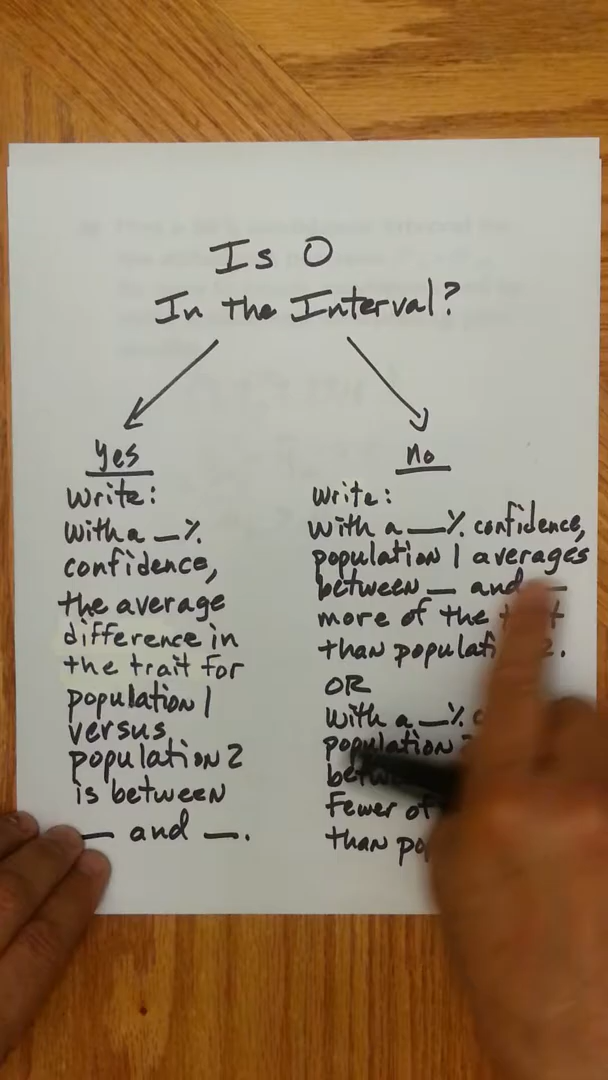 Is 0
In the Interval?
Yes
Write:
With a __%
confidence,
the average
difference in
the trait for
population 1
versus
population 2
is between
__ and __.
no
Write:
With a __% confidence,
population 1 averages
between __ and __
more of the
than
OR
With a __%
population
Fewer of
than